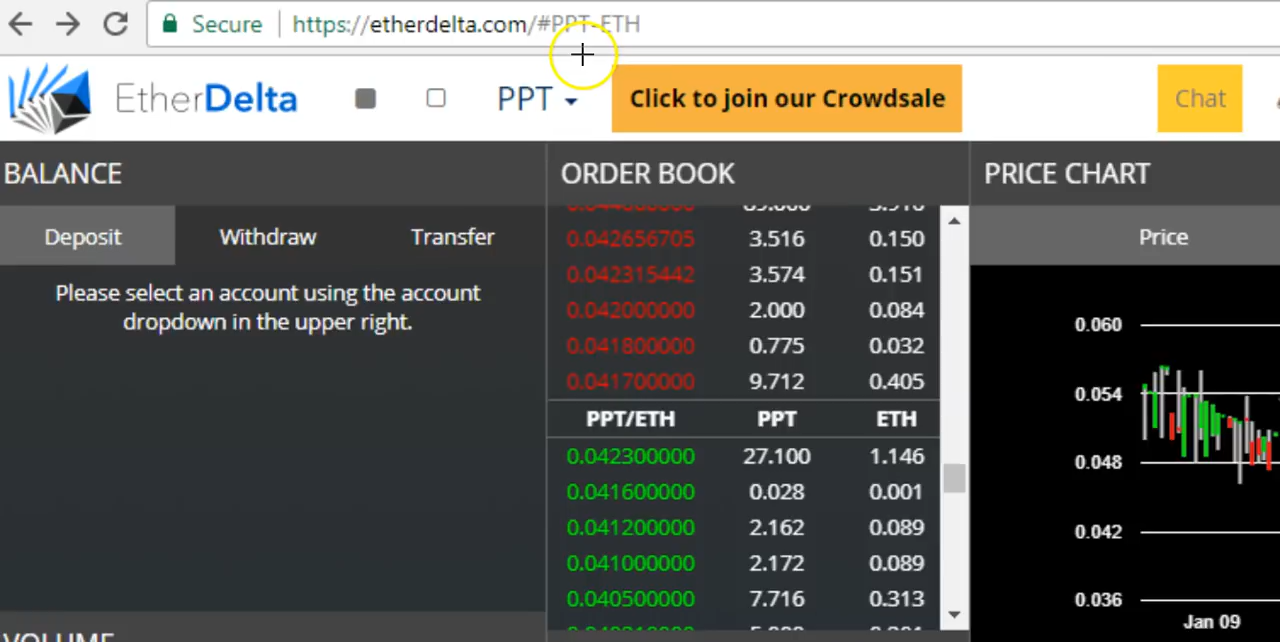 Secure https://etherdelta.com/#PPT-ETH
EtherDelta PPT Click to join our Crowdsale Chat
BALANCE ORDER BOOK PRICE CHART
Deposit Withdraw Transfer
Please select an account using the account
dropdown in the upper right.
0.042656705 3.516 0.150
0.042315442 3.574 0.151
0.042000000 2.000 0.084
0.041800000 0.775 0.032
0.041700000 9.712 0.405
PPT/ETH PPT ETH
0.042300000 27.100 1.146
0.041600000 0.028 0.001
0.041200000 2.162 0.089
0.041000000 2.172 0.089
0.040500000 7.716 0.313
Price
0.060
0.054
0.048
0.042
0.036
Jan 09
VOLUME